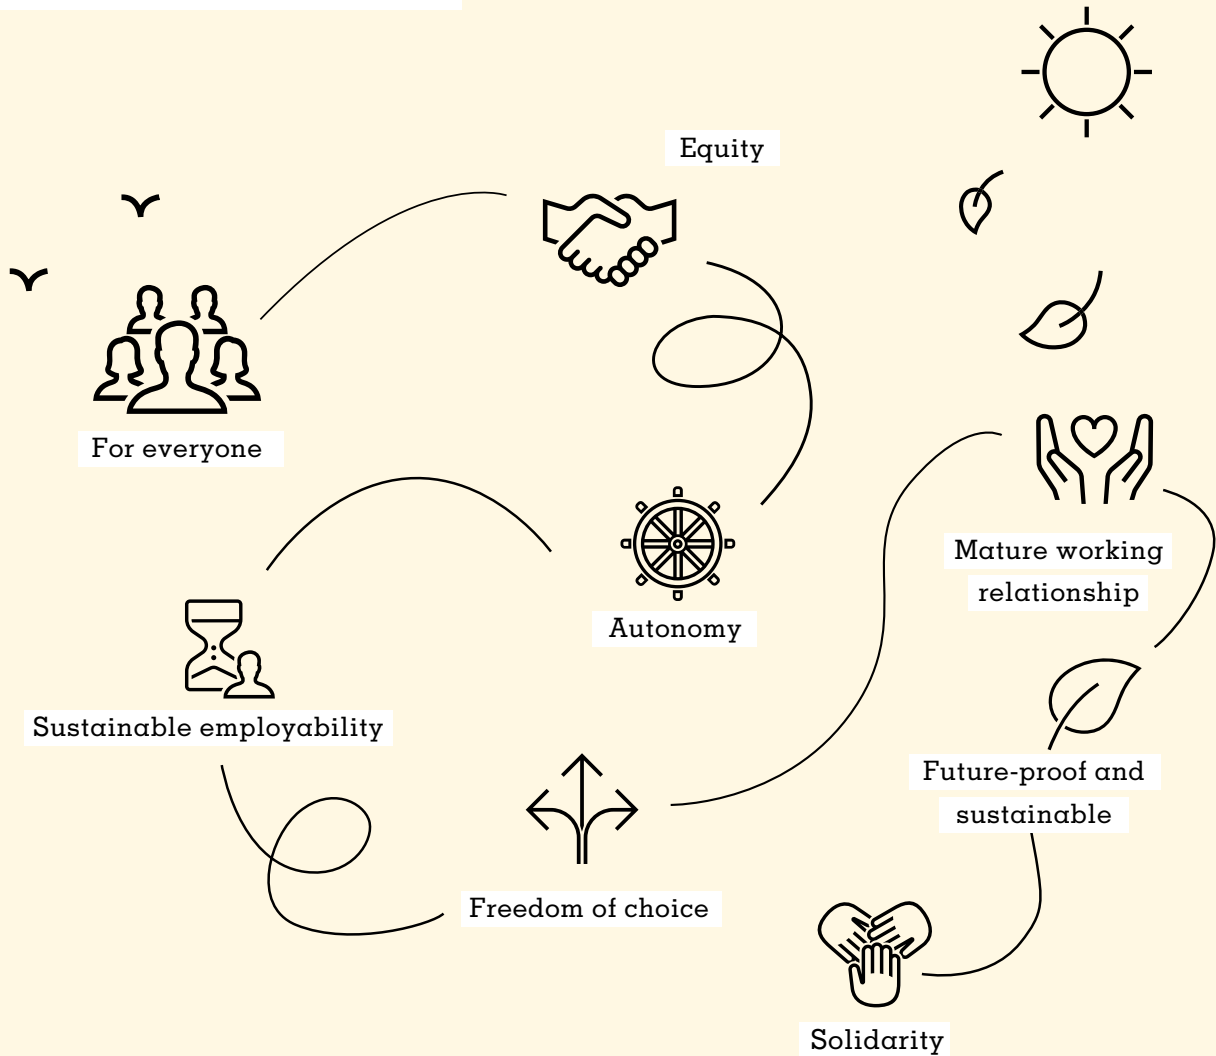 Equity
For everyone
Mature working
relationship
Autonomy
Sustainable employability
Future-proof and
sustainable
Freedom of choice
Solidarity